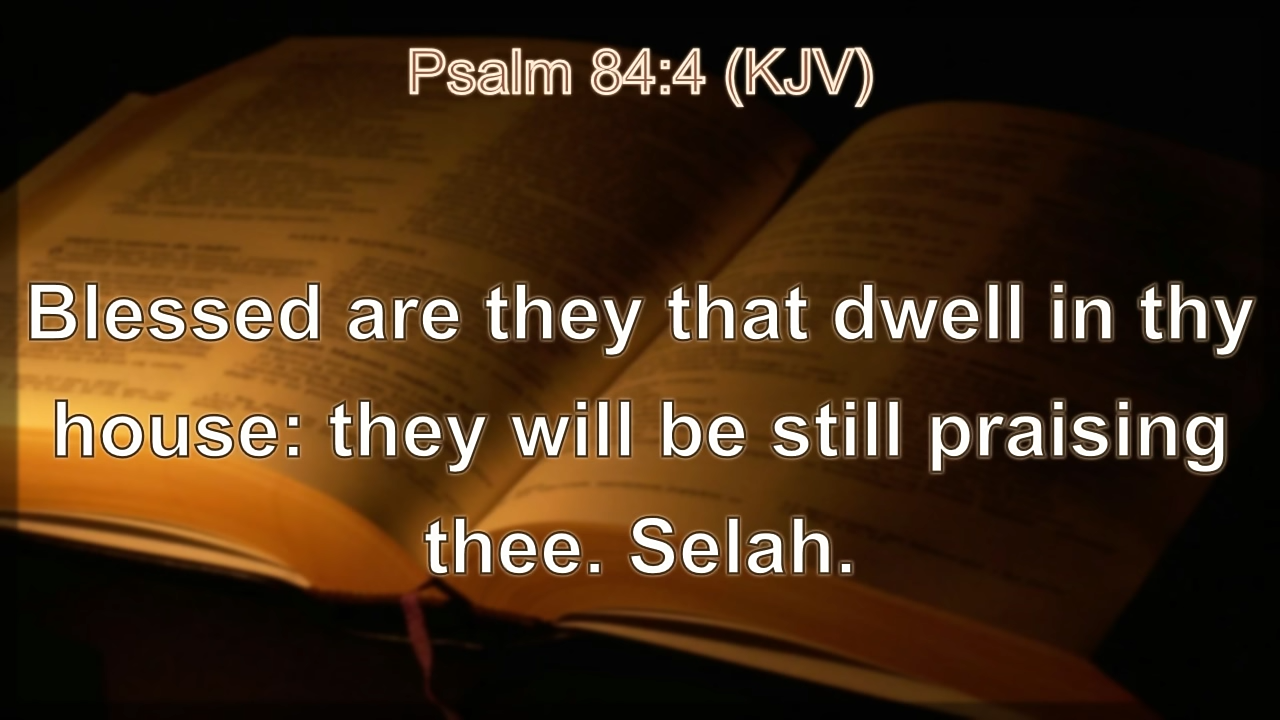 Psalm 84:4 (KJV)
Blessed are they that dwell in thy
house: they will be still praising
thee. Selah.